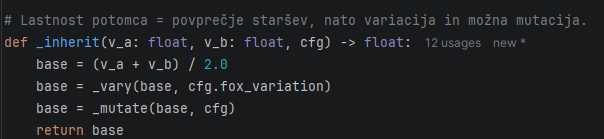 # Lastnost potomca = povprečje staršev, nato variacija in možna mutacija.
def _inherit(v_a: float, v_b: float, cfg) -> float: 12 usages new *
    base = (v_a + v_b) / 2.0
    base = _vary(base, cfg.fox_variation)
    base = _mutate(base, cfg)
    return base